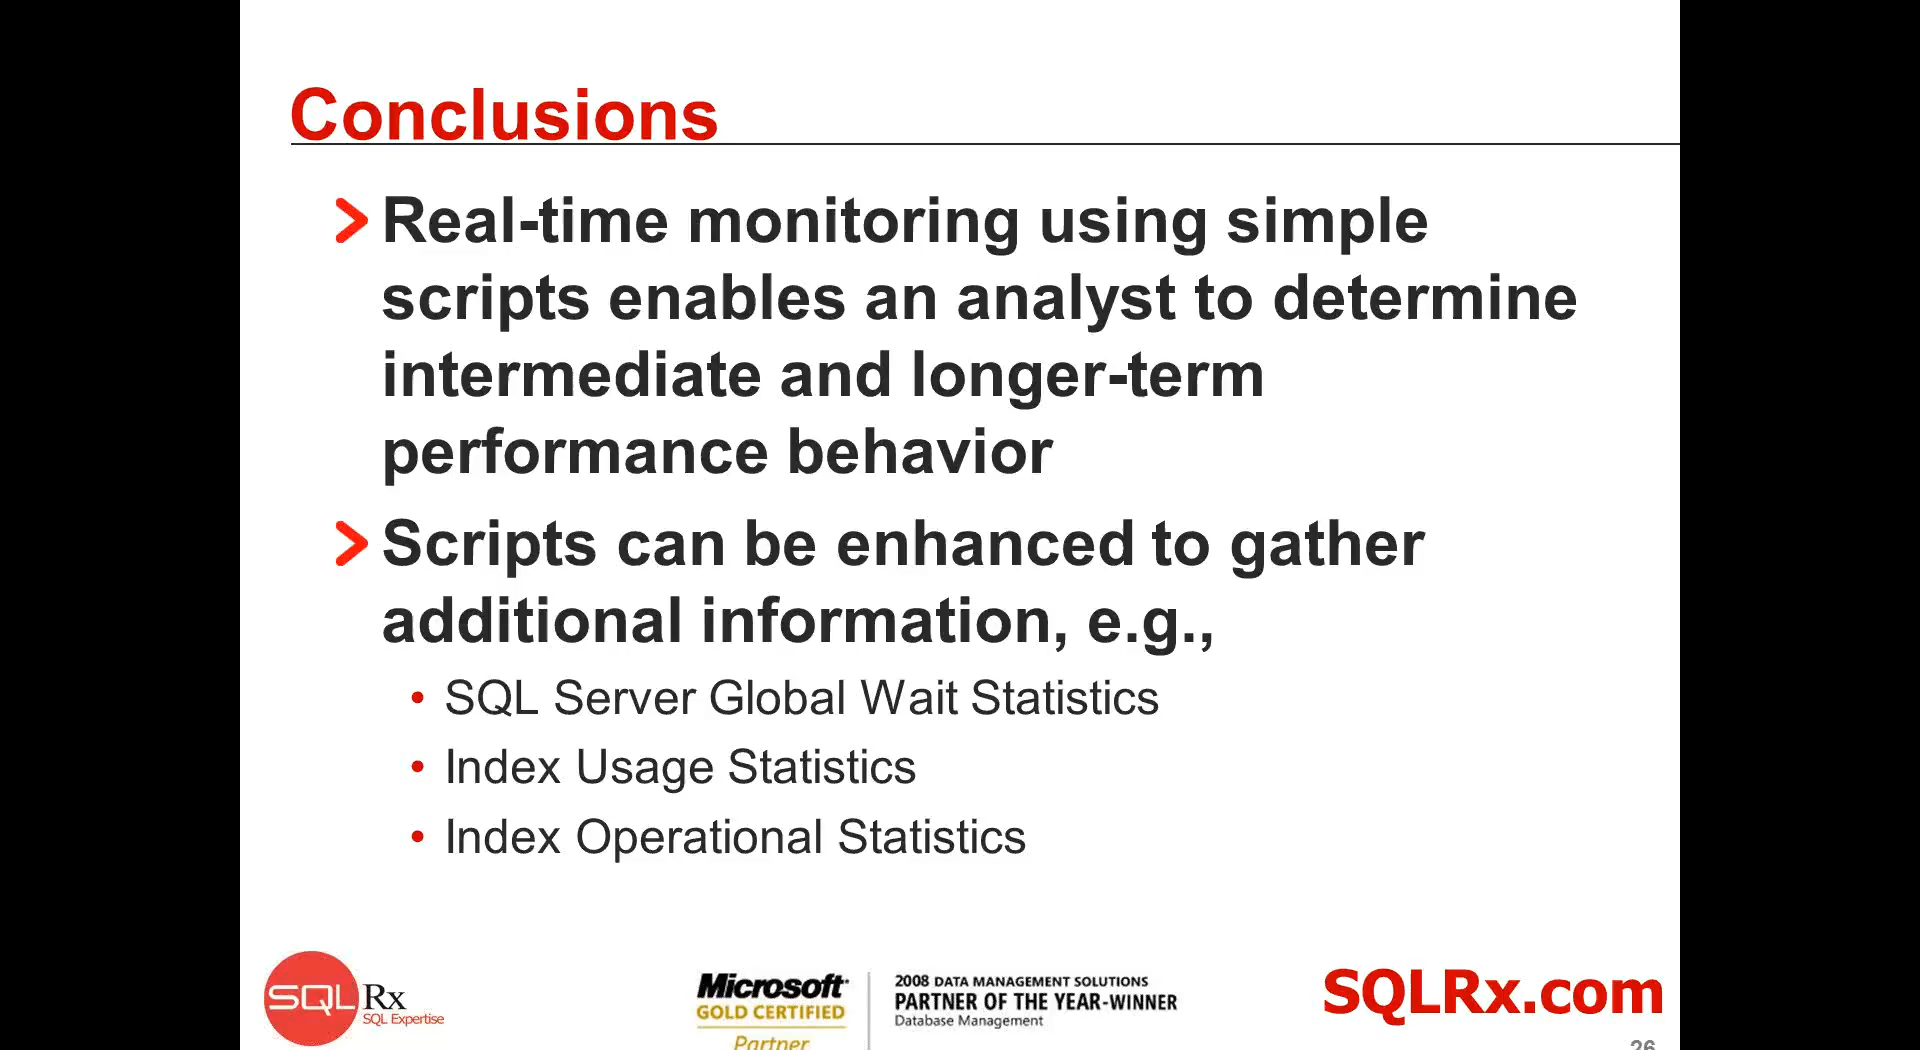 Conclusions
Real-time monitoring using simple
scripts enables an analyst to determine
intermediate and longer-term
performance behavior
Scripts can be enhanced to gather
additional information, e.g.,
• SQL Server Global Wait Statistics
• Index Usage Statistics
• Index Operational Statistics
SQL Rx
SQL Expertise
Microsoft
GOLD CERTIFIED
Partner
2008 DATA MANAGEMENT SOLUTIONS
PARTNER OF THE YEAR-WINNER
Database Management
SQLRx.com
26